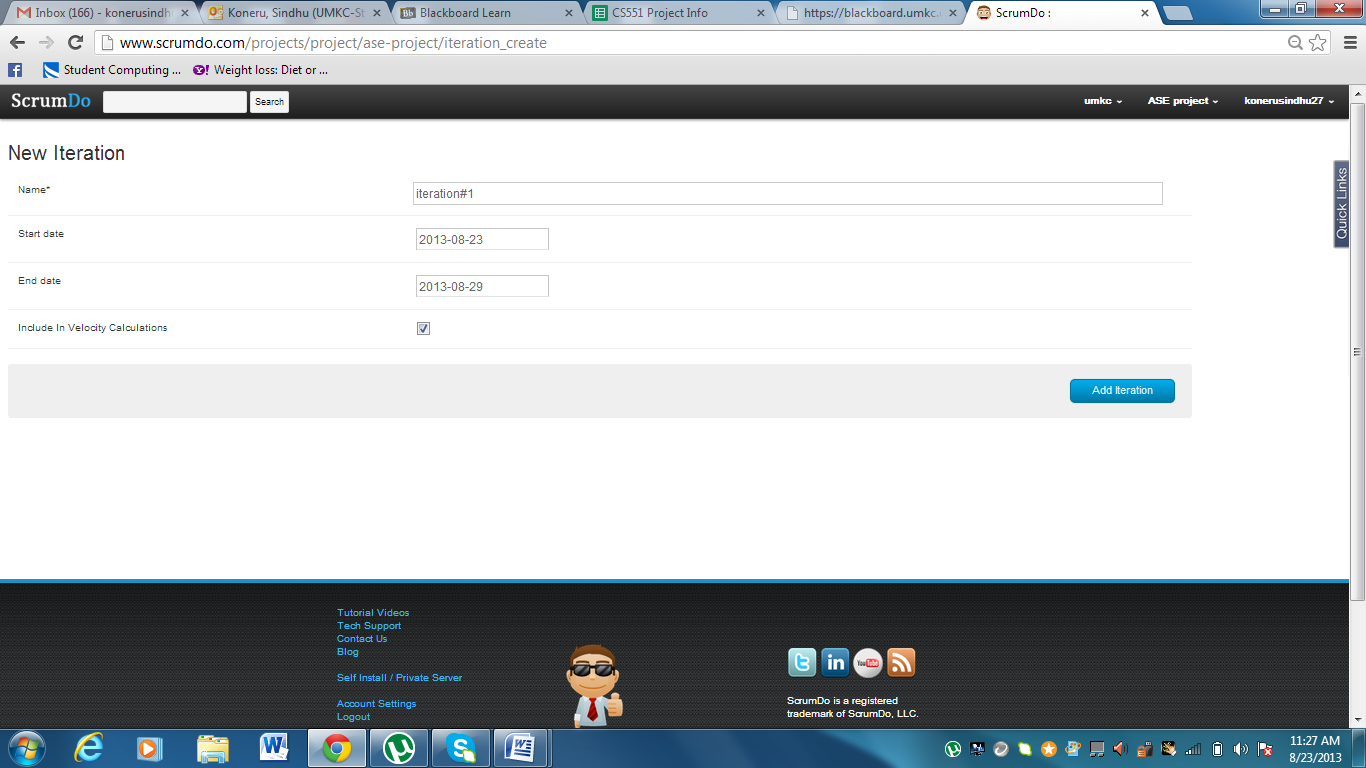 Inbox (166) - konerusindh
Koneru, Sindhu (UMKC-St
Bb Blackboard Learn
CS551 Project Info
https://blackboard.umkc.
ScrumDo :
www.scrumdo.com/projects/project/ase-project/iteration_create
Student Computing ...
Y! Weight loss: Diet or ...
ScrumDo
Search
umkc
ASE project
konerusindhu27
New Iteration
Quick Links
Name*
iteration#1
Start date
2013-08-23
End date
2013-08-29
Include In Velocity Calculations
Add Iteration
Tutorial Videos
Tech Support
Contact Us
Blog
Self Install / Private Server
Account Settings
Logout
in
You Tube
ScrumDo is a registered
trademark of ScrumDo, LLC.
11:27 AM
8/23/2013